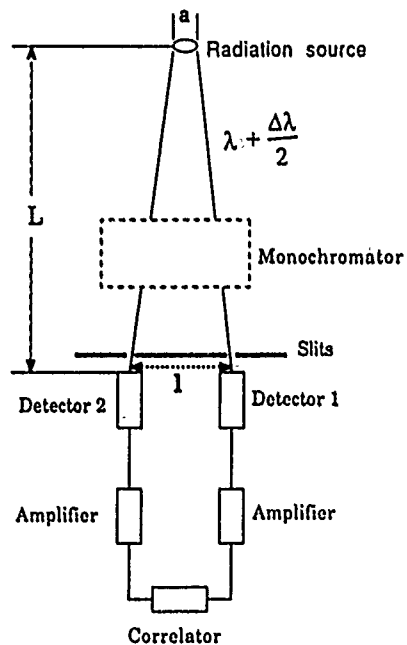 a
Radiation source
λ + Δλ/2
L
Monochromator
Slits
l
Detector 2
Detector 1
Amplifier
Amplifier
Correlator